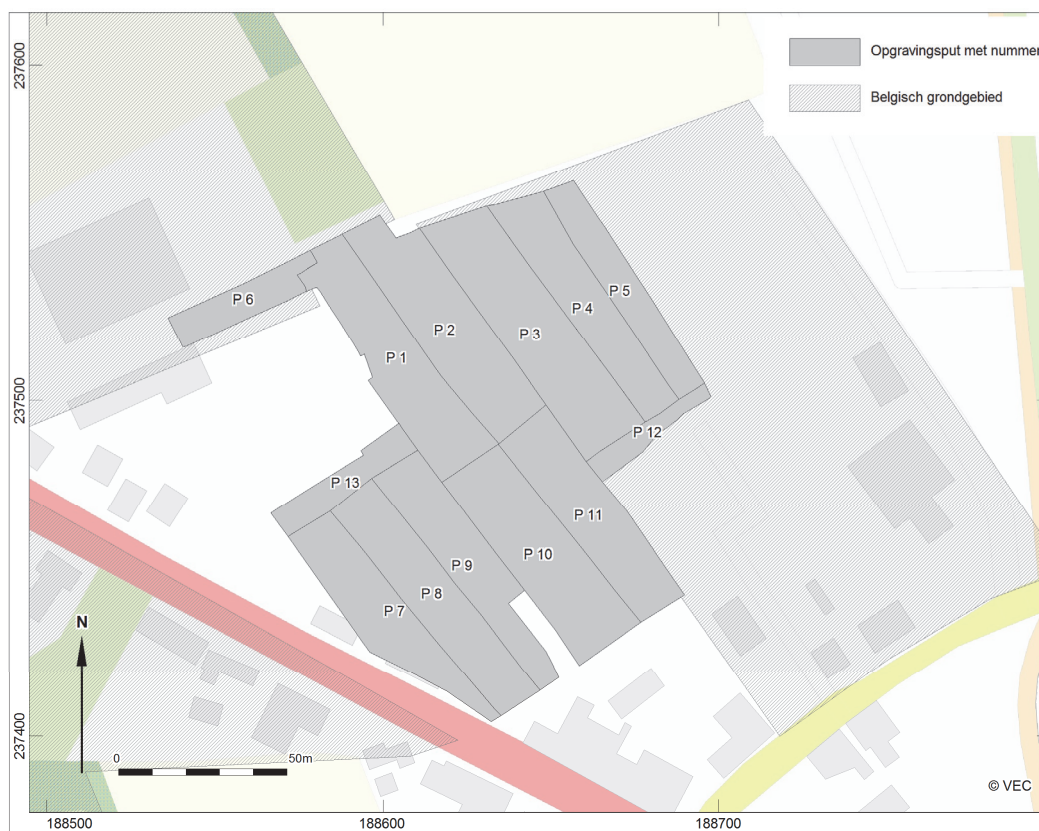 237600
Opgravingsput met nummer
Belgisch grondgebied
P 6
P 5
P 4
P 2
P 3
P 1
237500
P 12
P 13
P 11
P 10
P 9
P 8
P 7
N
237400
0 50m
© VEC
188500 188600 188700